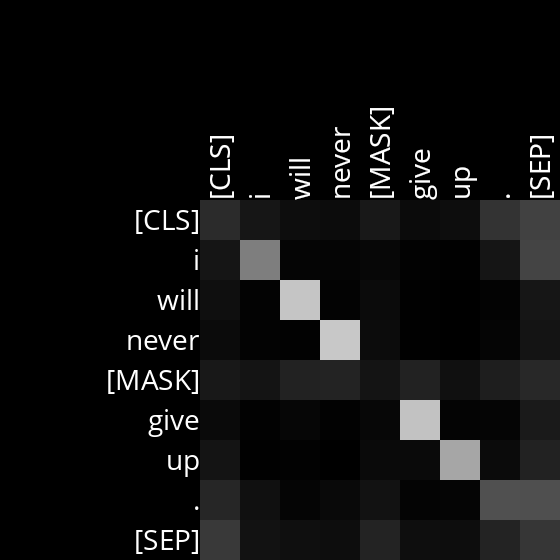 [CLS] i will never [MASK] give up . [SEP]
[CLS]
i
will
never
[MASK]
give
up
.
[SEP]